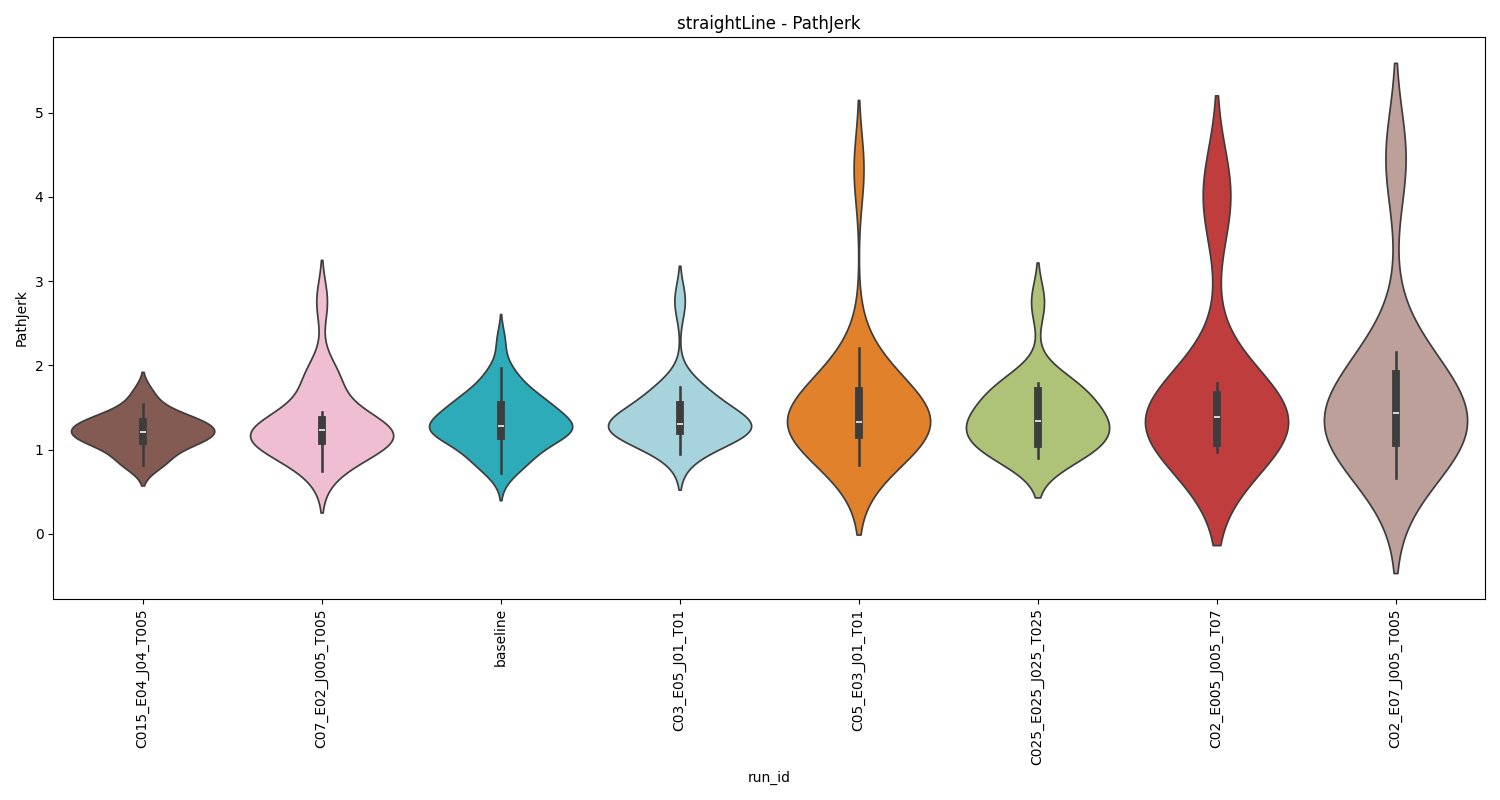 straightLine - PathJerk
PathJerk
5
4
3
2
1
0
C015_E04_J04_T005
C07_E02_J005_T005
baseline
C03_E05_J01_T01
C05_E03_J01_T01
C025_E025_J025_T025
C02_E005_J005_T07
C02_E07_J005_T005
run_id